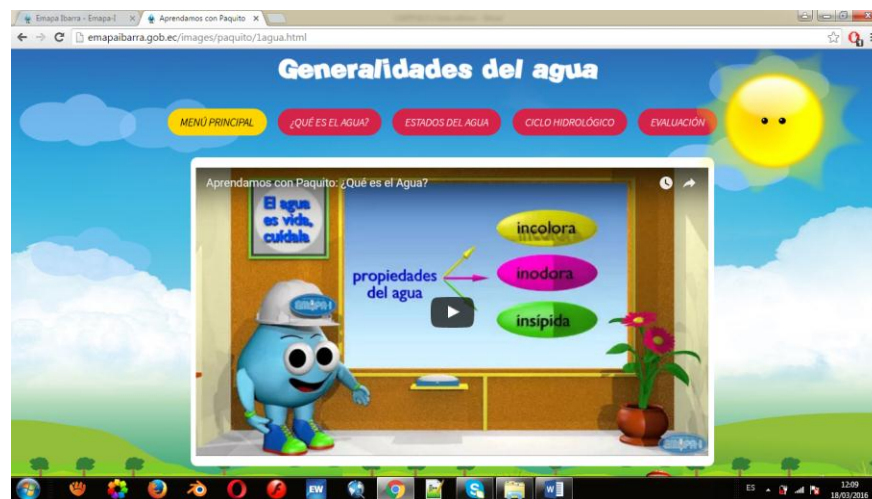 Emapa Ibarra - Emapa-I
Aprendamos con Paquito
emapaibarra.gob.ec/images/paquito/1agua.html
Generalidades del agua
MENÚ PRINCIPAL
¿QUÉ ES EL AGUA?
ESTADOS DEL AGUA
CICLO HIDROLÓGICO
EVALUACIÓN
Aprendamos con Paquito: ¿Qué es el Agua?
El agua
es vida,
cuídala
propiedades
del agua
incolora
inodora
insípida
EMAPA-I
EMAPA-I
EW
ES
12:09
18/03/2016